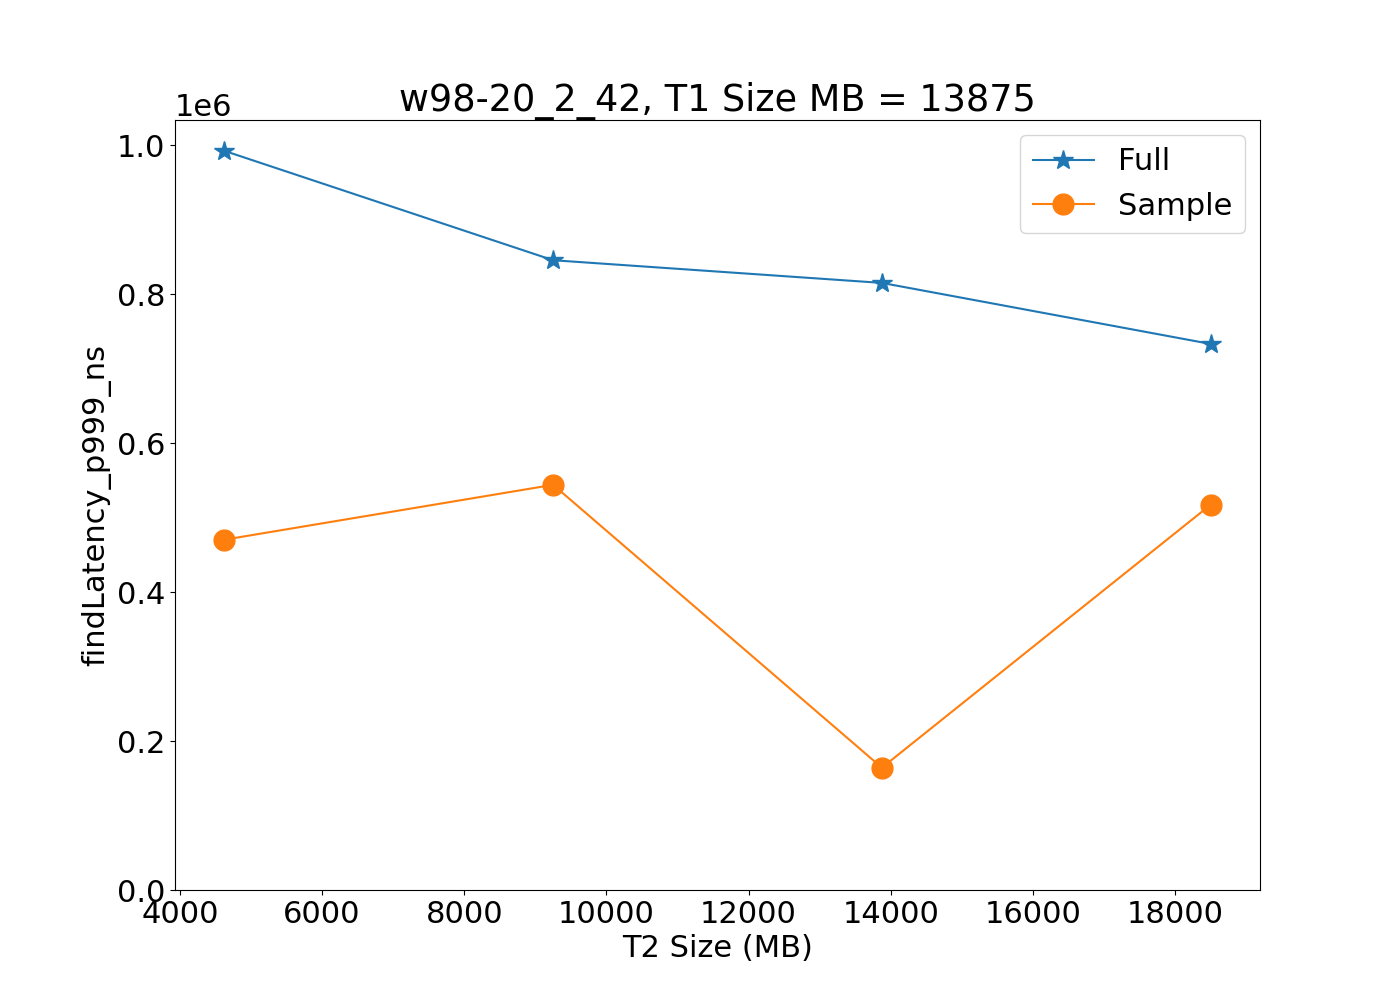 w98-20_2_42, T1 Size MB = 13875
1e6
Full
Sample
1.0
0.8
0.6
0.4
0.2
0.0
findLatency_p999_ns
4000 6000 8000 10000 12000 14000 16000 18000
T2 Size (MB)